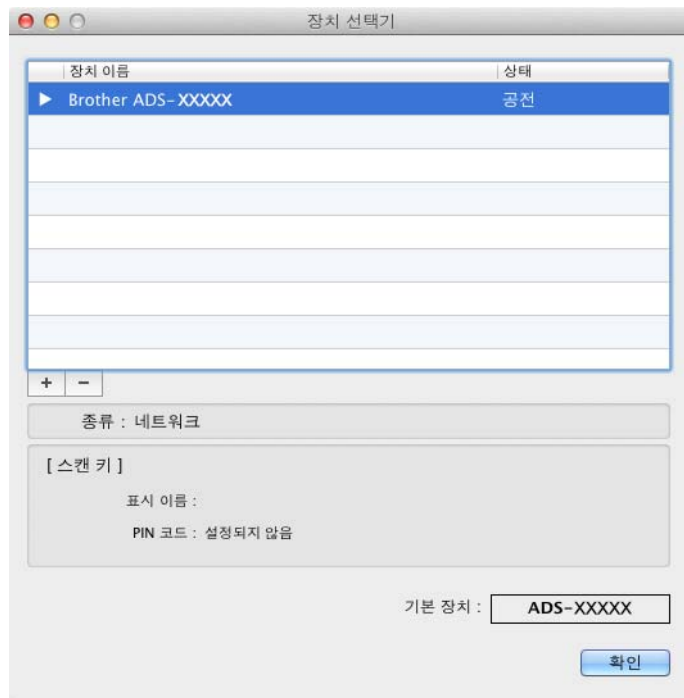 장치 선택기
장치 이름 상태
Brother ADS-XXXXX 공전
+ −
종류 : 네트워크
[ 스캔 키 ]
표시 이름 :
PIN 코드 : 설정되지 않음
기본 장치 : ADS-XXXXX
확인